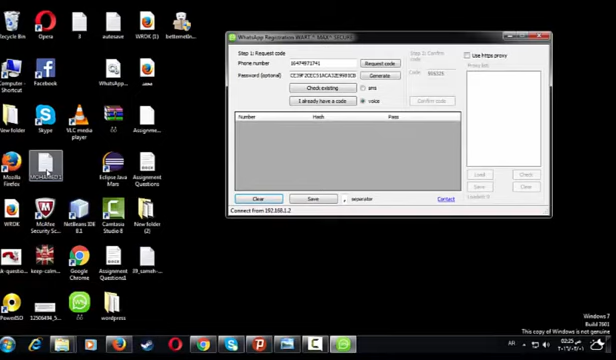 Recycle Bin
Opera
3
autosave
WROK (...
betterretr...
Computer - Shortcut
Facebook
WhatsApp...
New folder
Skype
VLC media player
Assignme...
Mozilla Firefox
Eclipse Java Mars
Assignment Questions
WROK
McAfee Security Sc...
NetBeans IDE 8.1
Camtasia Studio 8
New folder (2)
keep-calm...
Google Chrome
Assignment Questions1
PowerISO
12506494_5...
wordpress
WhatsApp Registration WART ™ MAX™ SECURE
Step 1: Request code
Phone number
16474971741
Request code
Password (optional)
Generate
Check existing
sms
I already have a code
voice
Step 2: Confirm code
Code
Confirm code
Use https proxy
Proxy list:
Number
Hash
Pass
Load
Check
Save
Clear
Clear
Save
,
separator
Contact
Connect from 192.168.1.2
Windows 7
Build 7601
This copy of Windows is not genuine
AR
02:25 ص